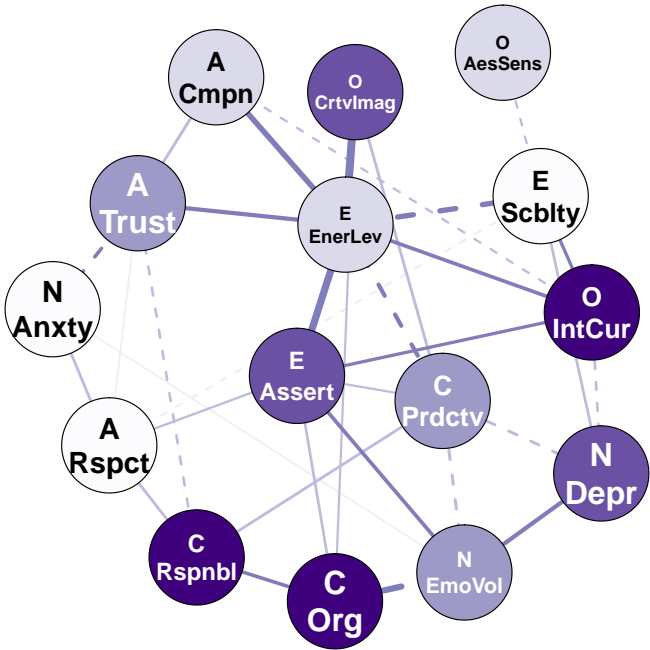 A
Cmpn
O
CrtvImag
O
AesSens
A
Trust
E
EnerLev
E
Scblty
N
Anxty
O
IntCur
E
Assert
C
Prdctv
A
Rspct
N
Depr
C
Rspnbl
C
Org
N
EmoVol